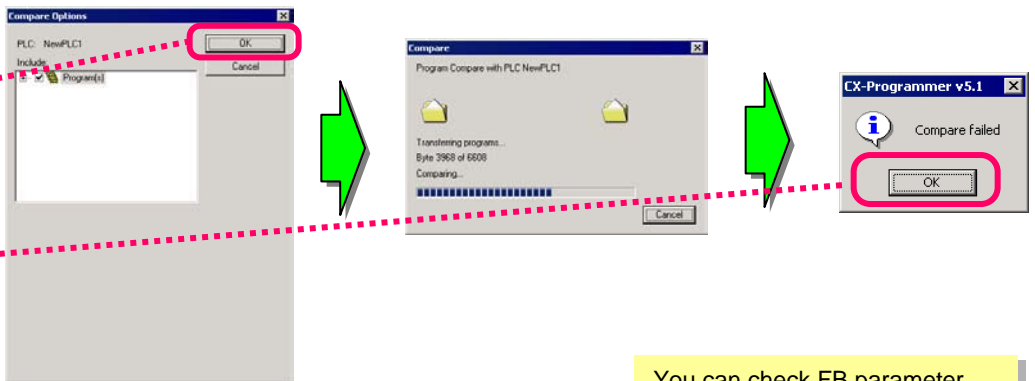 Compare Options
PLC: NewPLC1
OK
Include:
Cancel
Program(s)
Compare
Program Compare with PLC NewPLC1
Transferring programs...
Byte 3968 of 6608
Comparing...
Cancel
CX-Programmer v5.1
Compare failed
OK
You can check FB parameter